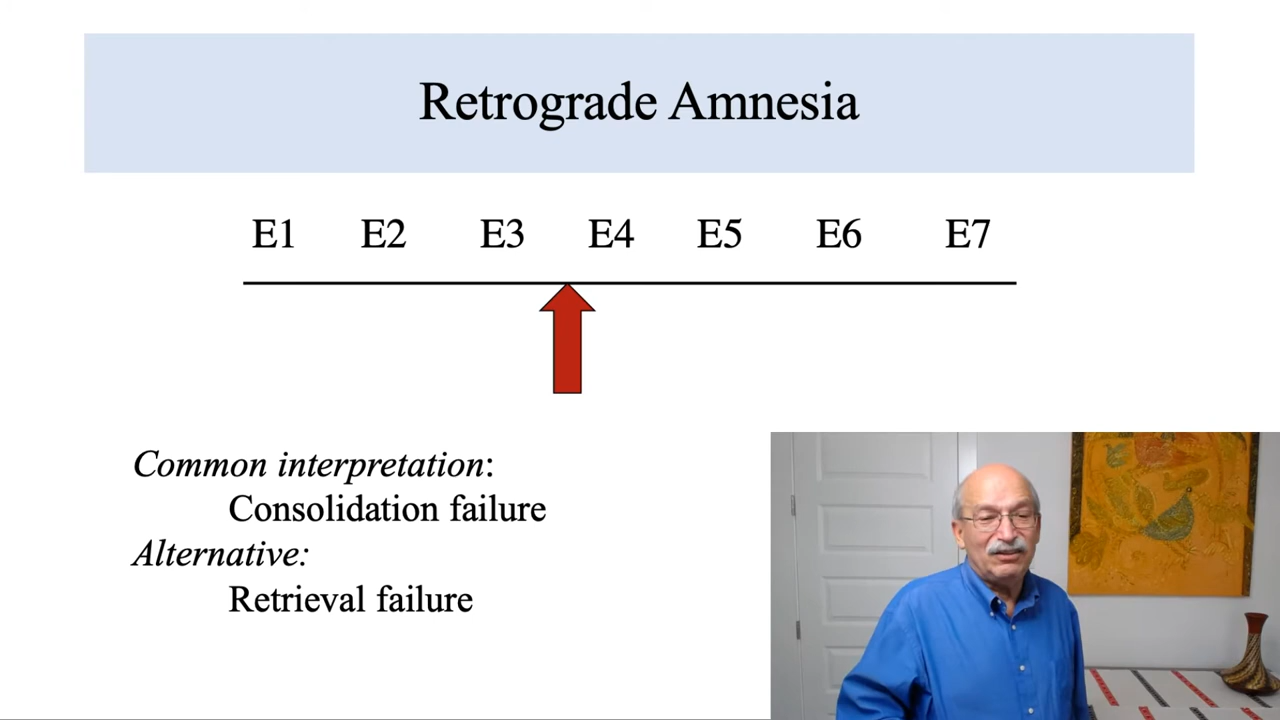 Retrograde Amnesia
E1 E2 E3 E4 E5 E6 E7
Common interpretation:
Consolidation failure
Alternative:
Retrieval failure